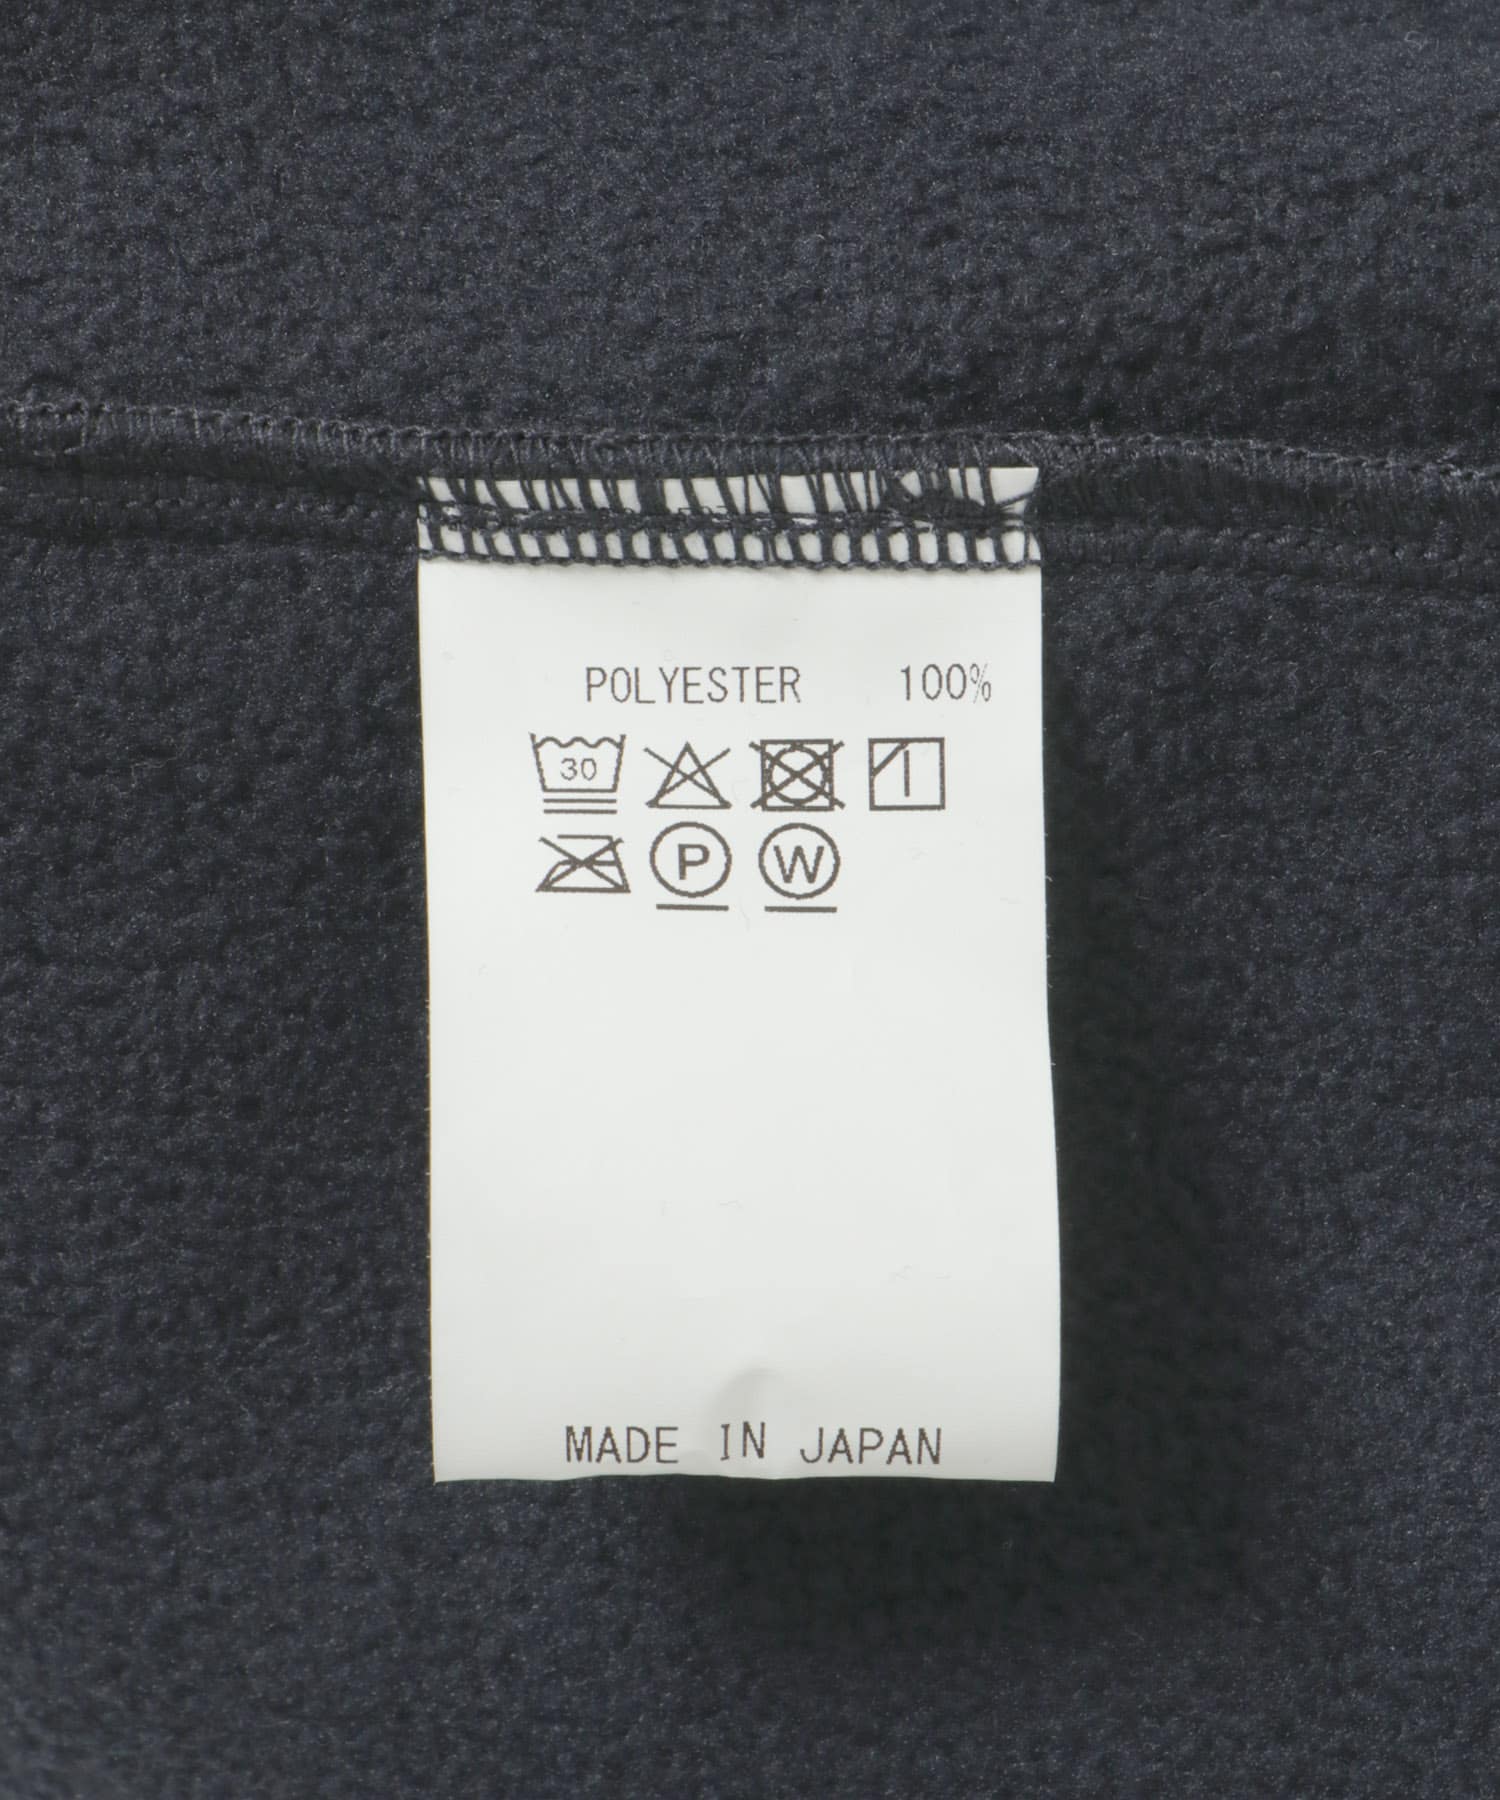 POLYESTER 100%
30
P W
MADE IN JAPAN